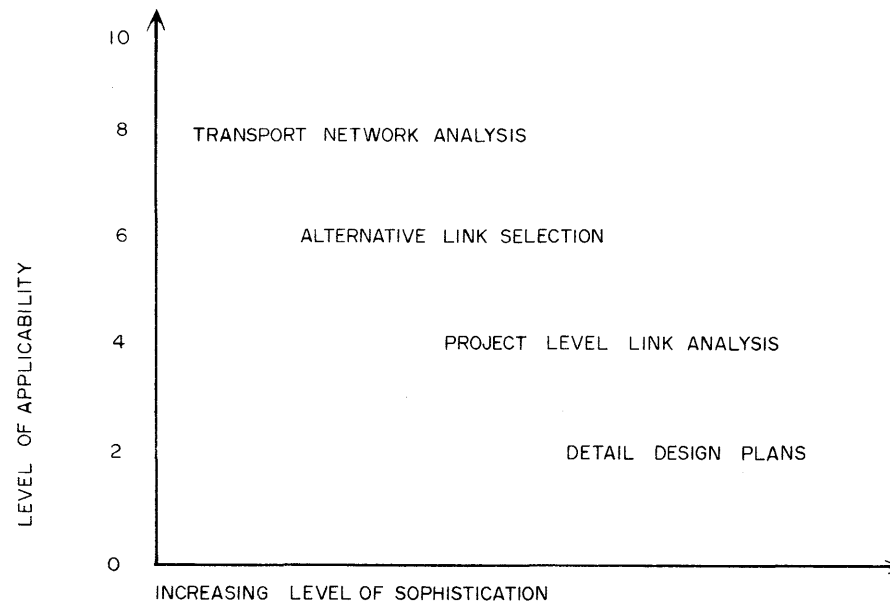 10
8
TRANSPORT NETWORK ANALYSIS
6
ALTERNATIVE LINK SELECTION
4
PROJECT LEVEL LINK ANALYSIS
2
DETAIL DESIGN PLANS
0
LEVEL OF APPLICABILITY
INCREASING LEVEL OF SOPHISTICATION